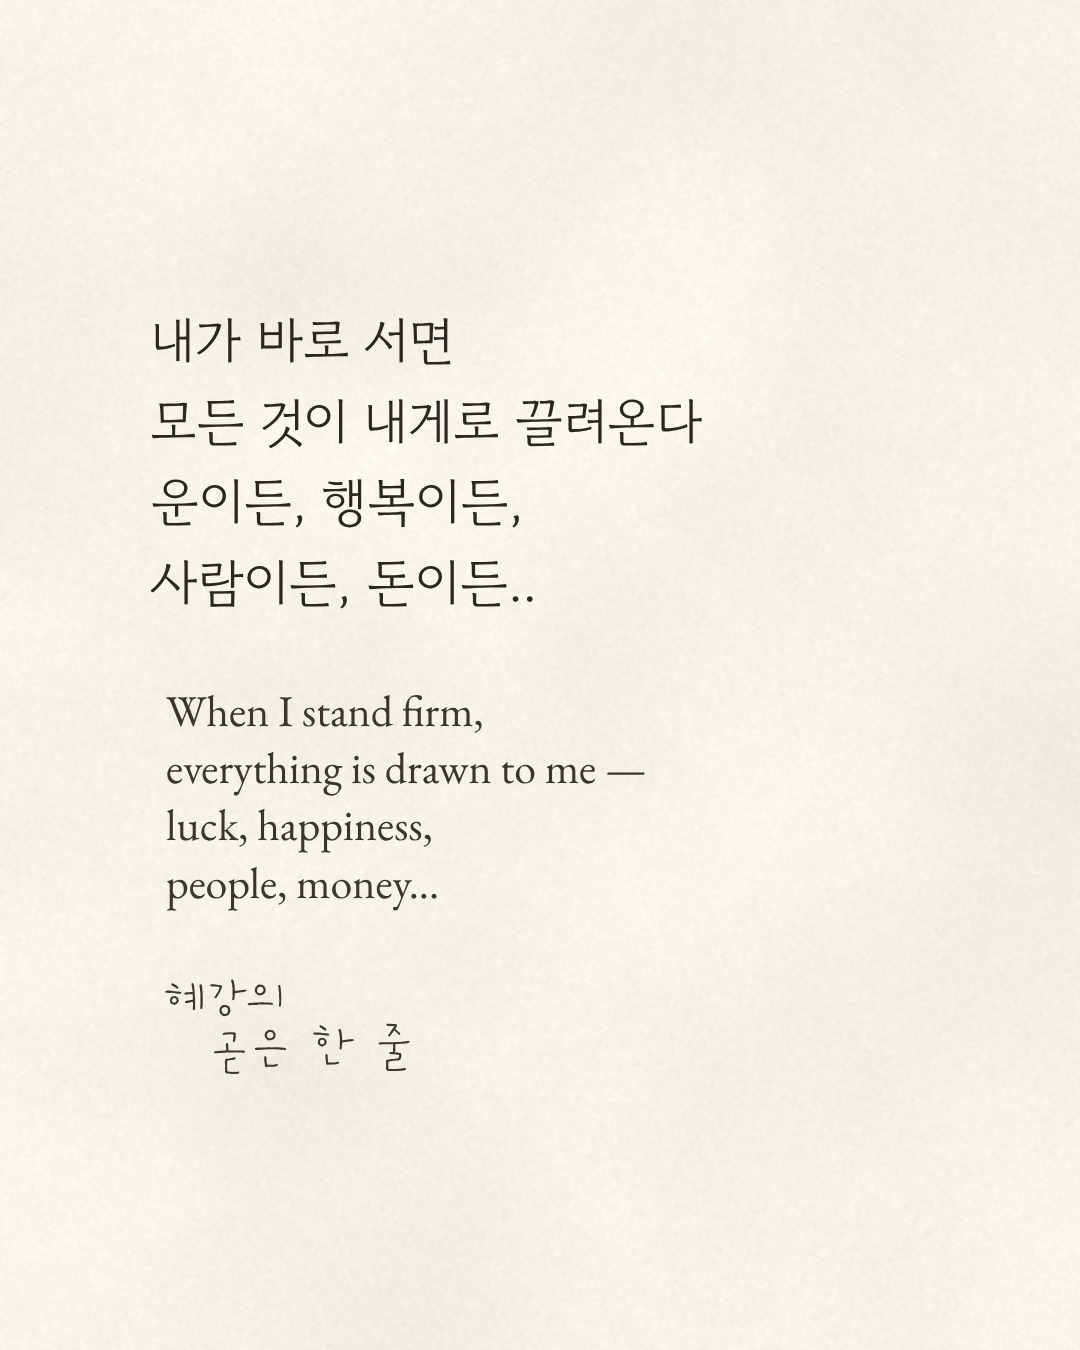 내가 바로 서면
모든 것이 내게로 끌려온다
운이든, 행복이든,
사람이든, 돈이든..
When I stand firm,
everything is drawn to me —
luck, happiness,
people, money...
혜강의
곧은 한 줄